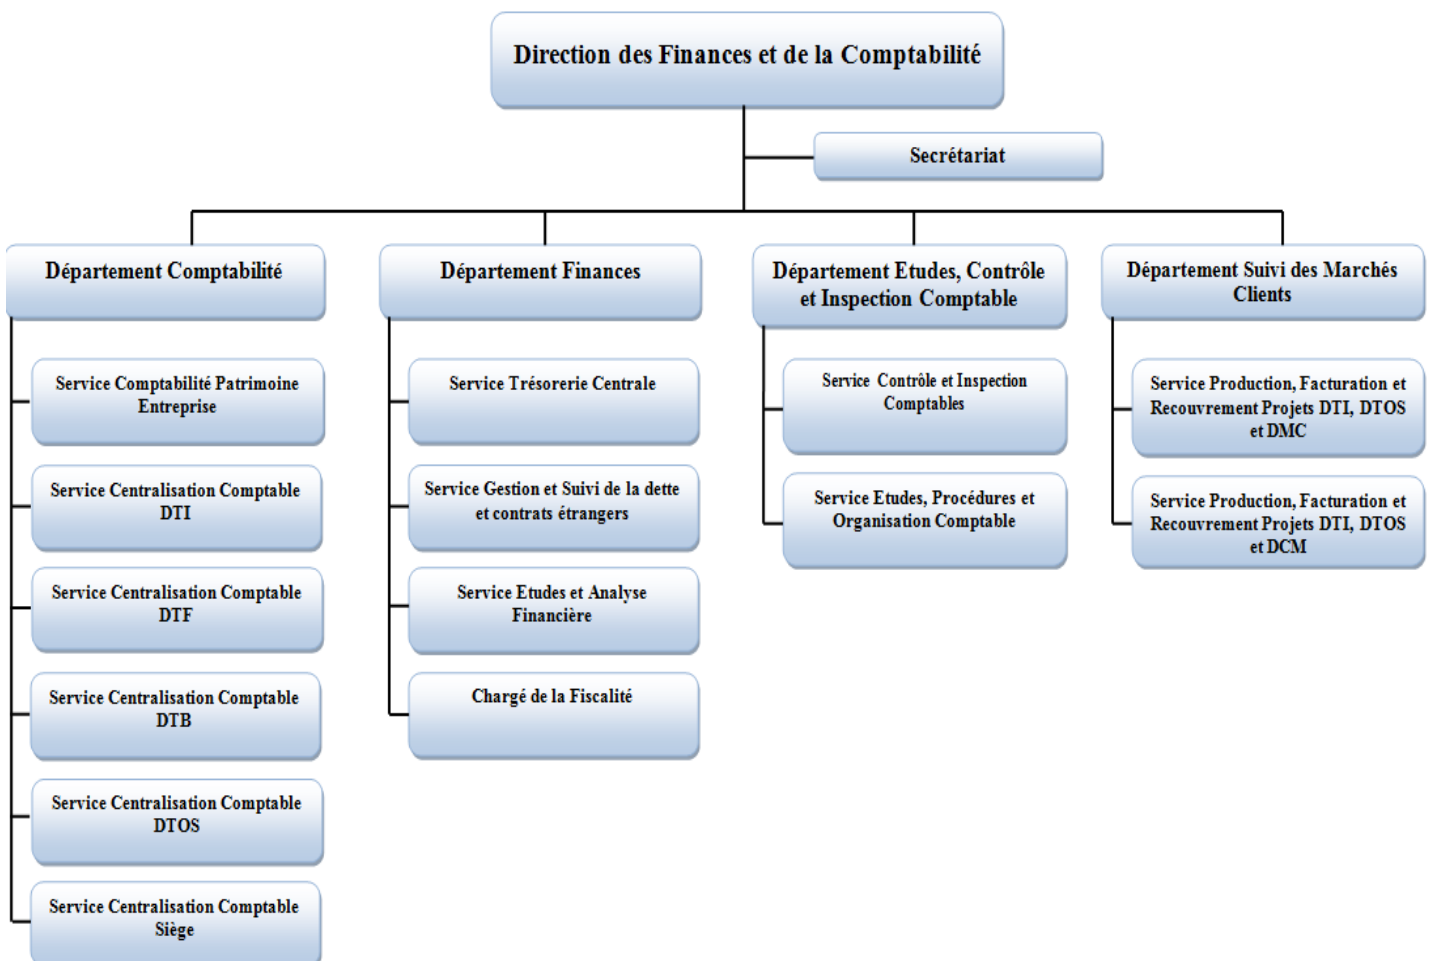 Direction des Finances et de la Comptabilité
Secrétariat
Département Comptabilité
Service Comptabilité Patrimoine
Entreprise
Service Centralisation Comptable
DTI
Service Centralisation Comptable
DTF
Service Centralisation Comptable
DTB
Service Centralisation Comptable
DTOS
Service Centralisation Comptable
Siège
Département Finances
Service Trésorerie Centrale
Service Gestion et Suivi de la dette
et contrats étrangers
Service Etudes et Analyse
Financière
Chargé de la Fiscalité
Département Etudes, Contrôle
et Inspection Comptable
Service Contrôle et Inspection
Comptables
Service Etudes, Procédures et
Organisation Comptable
Département Suivi des Marchés
Clients
Service Production, Facturation et
Recouvrement Projets DTI, DTOS
et DMC
Service Production, Facturation et
Recouvrement Projets DTI, DTOS
et DCM